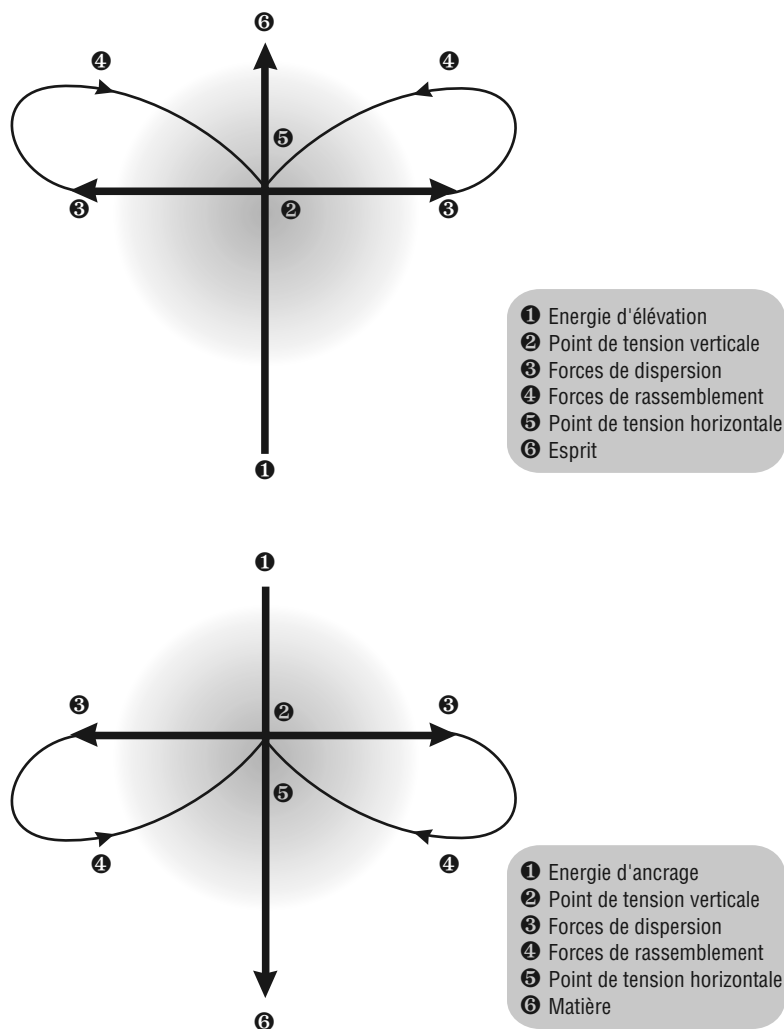 ❻
❹ ❹
❺
❸ ❷ ❸
❶
❶ Energie d'élévation
❷ Point de tension verticale
❸ Forces de dispersion
❹ Forces de rassemblement
❺ Point de tension horizontale
❻ Esprit
❶
❸ ❷ ❸
❺
❹ ❹
❻
❶ Energie d'ancrage
❷ Point de tension verticale
❸ Forces de dispersion
❹ Forces de rassemblement
❺ Point de tension horizontale
❻ Matière